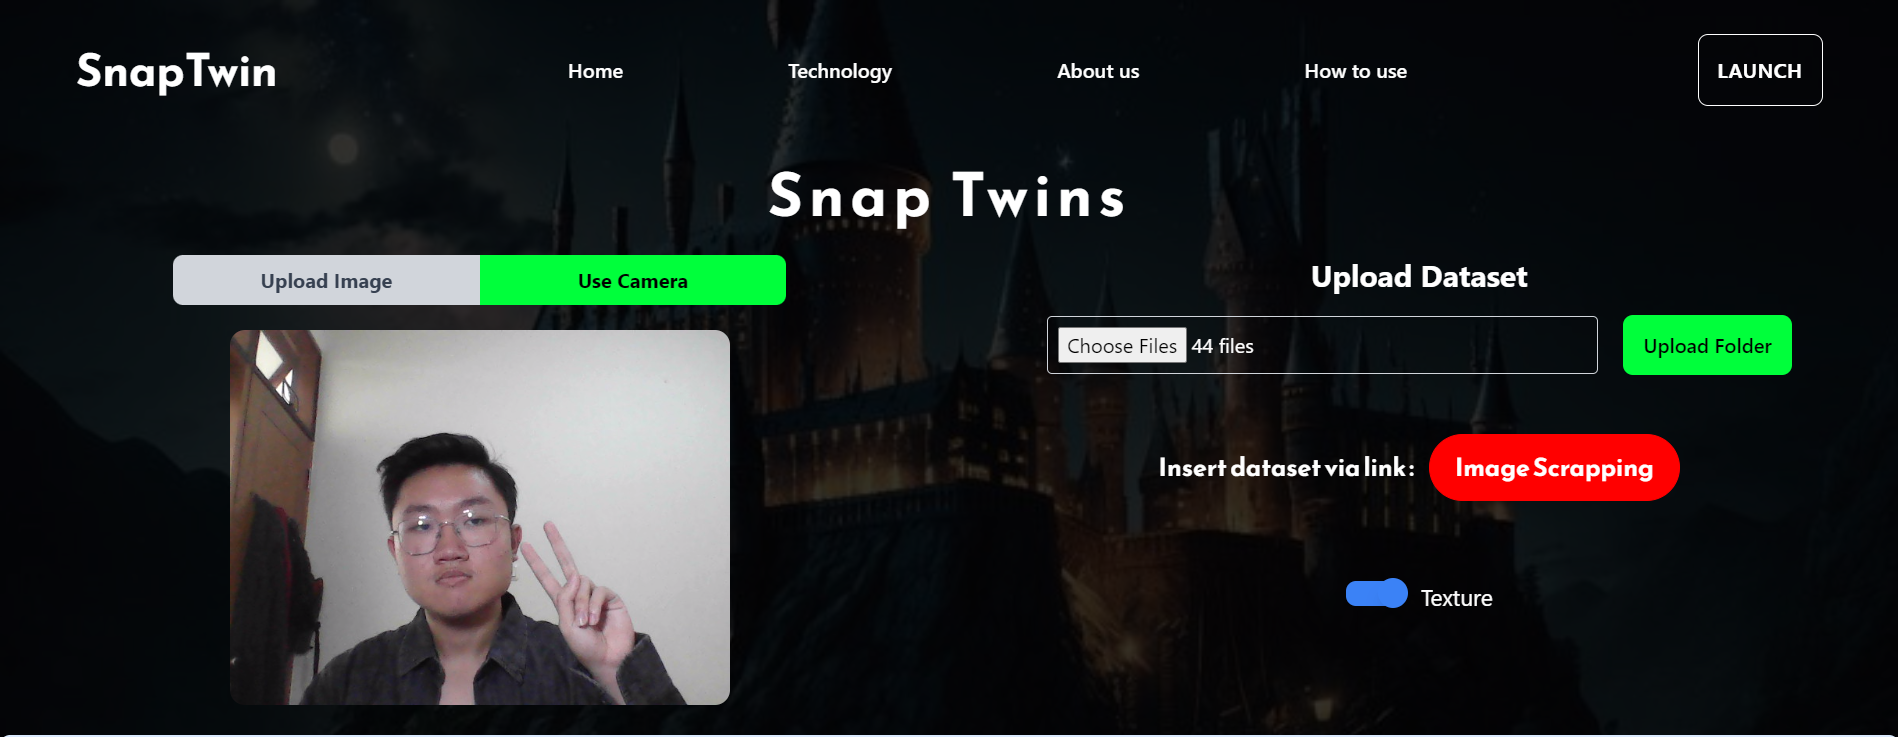 SnapTwin
Home
Technology
About us
How to use
LAUNCH
Snap Twins
Upload Image
Use Camera
Upload Dataset
Choose Files 44 files
Upload Folder
Insert dataset via link :
Image Scrapping
Texture